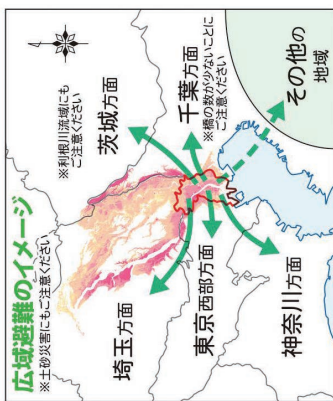 広域避難のイメージ
※土砂災害にもご注意ください
※利根川流域にも
ご注意ください
茨城方面
埼玉方面
千葉方面
※橋の数が少ないことに
ご注意ください
東京西部方面
神奈川方面
その他の
地域